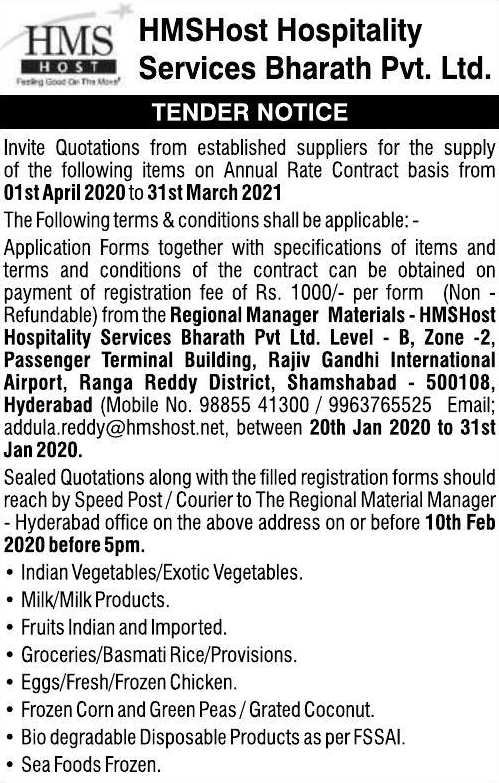 HMS
HOST
Feeling Good On The Move
HMSHost Hospitality
Services Bharath Pvt. Ltd.
TENDER NOTICE
Invite Quotations from established suppliers for the supply
of the following items on Annual Rate Contract basis from
01st April 2020 to 31st March 2021
The Following terms & conditions shall be applicable: -
Application Forms together with specifications of items and
terms and conditions of the contract can be obtained on
payment of registration fee of Rs. 1000/- per form (Non -
Refundable) from the Regional Manager Materials - HMSHost
Hospitality Services Bharath Pvt Ltd. Level - B, Zone -2,
Passenger Terminal Building, Rajiv Gandhi International
Airport, Ranga Reddy District, Shamshabad - 500108,
Hyderabad (Mobile No. 98855 41300 / 9963765525 Email;
addula.reddy@hmshost.net, between 20th Jan 2020 to 31st
Jan 2020.
Sealed Quotations along with the filled registration forms should
reach by Speed Post / Courier to The Regional Material Manager
- Hyderabad office on the above address on or before 10th Feb
2020 before 5pm.
• Indian Vegetables/Exotic Vegetables.
• Milk/Milk Products.
• Fruits Indian and Imported.
• Groceries/Basmati Rice/Provisions.
• Eggs/Fresh/Frozen Chicken.
• Frozen Corn and Green Peas / Grated Coconut.
• Bio degradable Disposable Products as per FSSAI.
• Sea Foods Frozen.